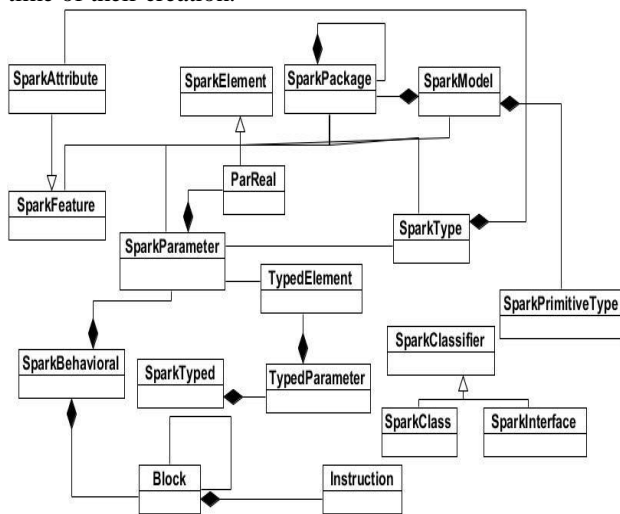 time of their creation.
SparkAttribute
SparkElement
SparkPackage
SparkModel
SparkFeature
ParReal
SparkParameter
SparkType
TypedElement
SparkPrimitiveType
SparkClassifier
SparkBehavioral
SparkTyped
TypedParameter
SparkClass
SparkInterface
Block
Instruction